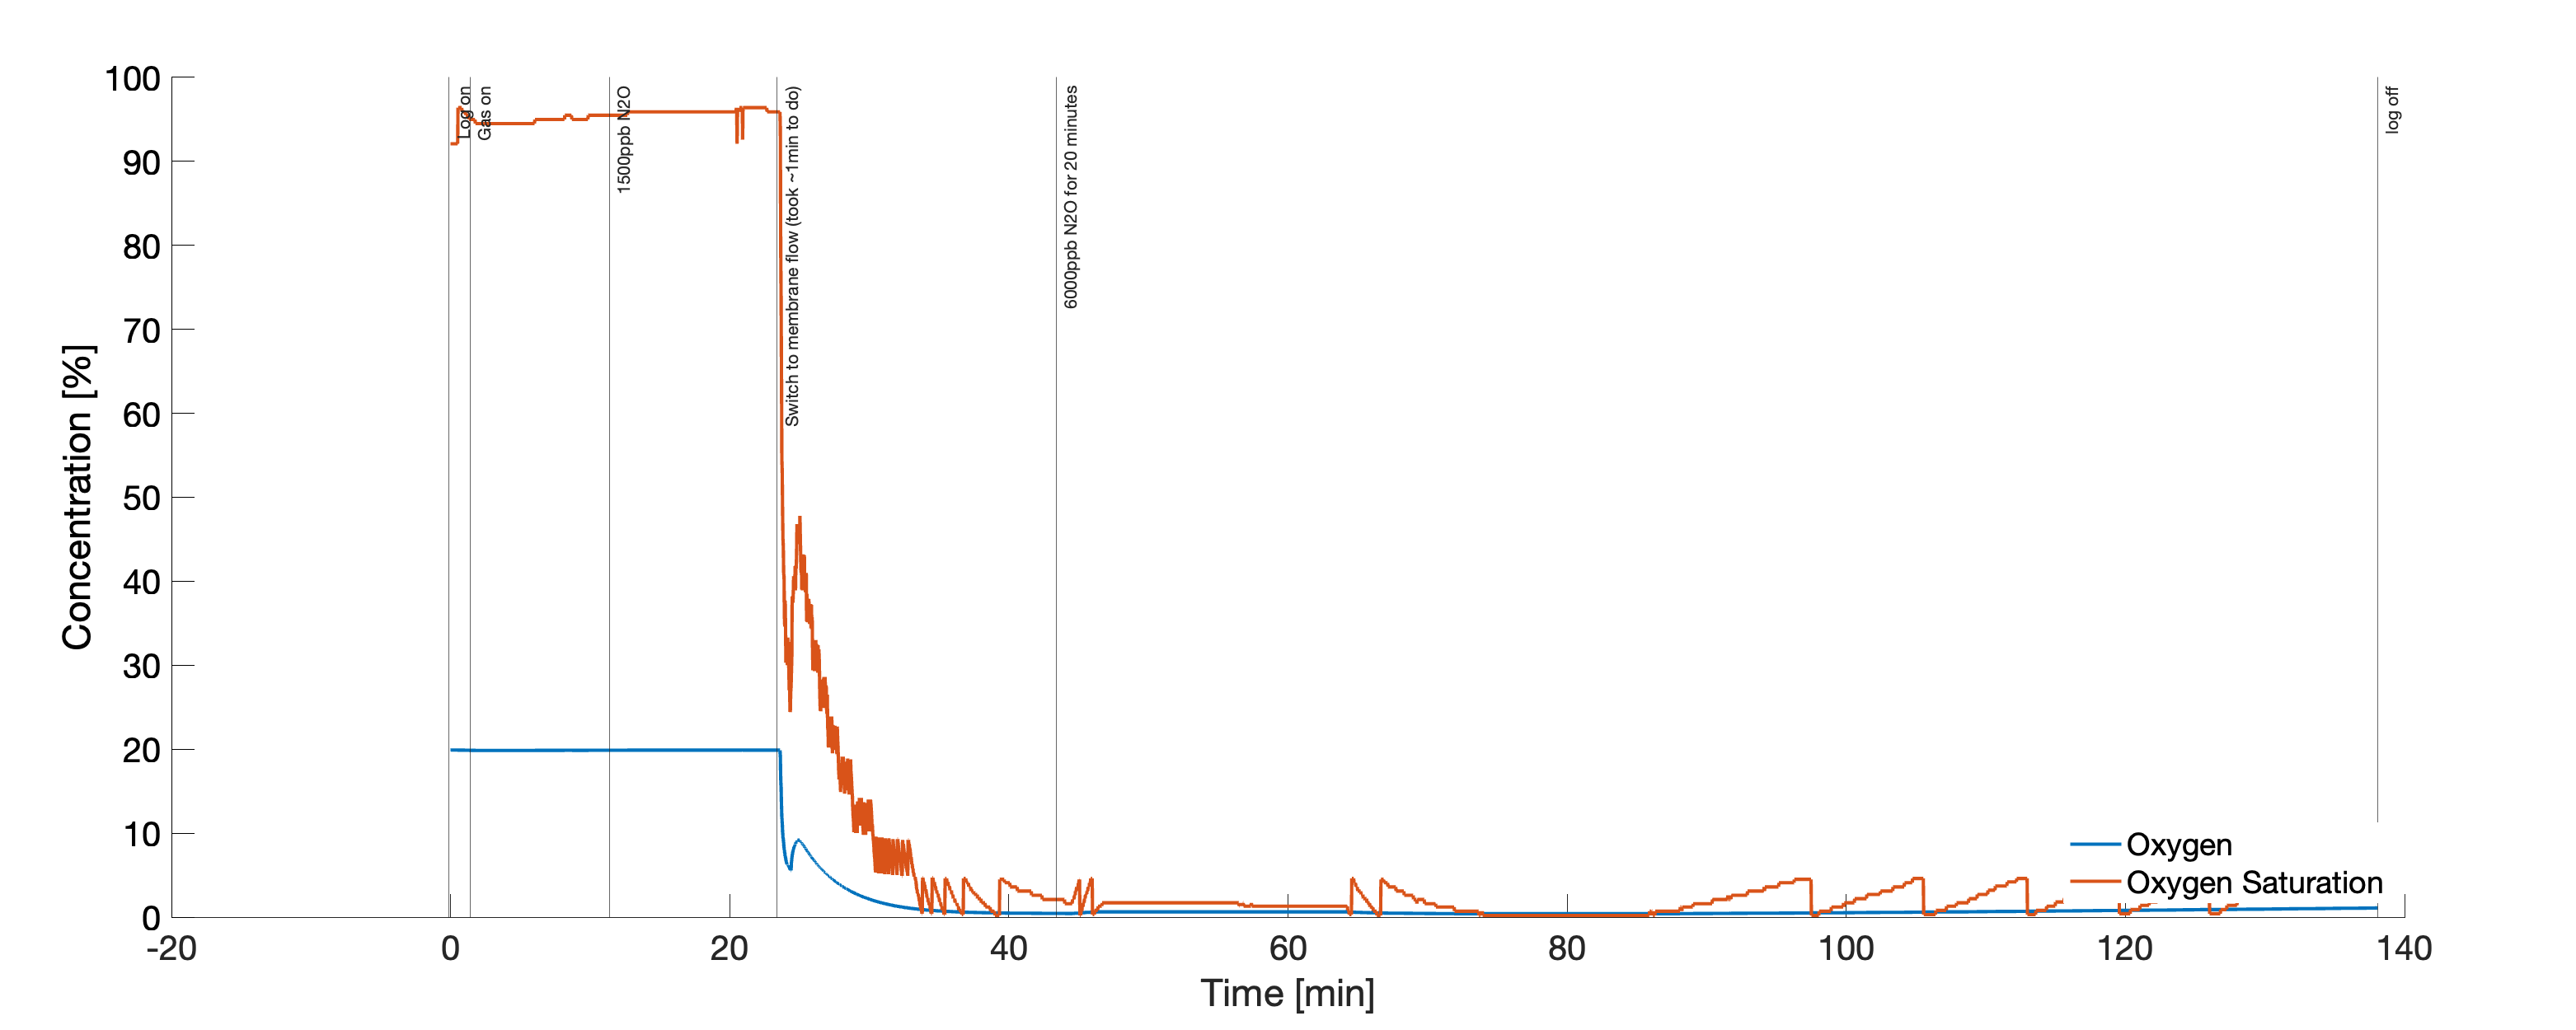 Concentration [%]
100
90
80
70
60
50
40
30
20
10
0
Log on
Gas on
1500ppb N2O
Switch to membrane flow (took ~1min to do)
6000ppb N2O for 20 minutes
log off
Oxygen
Oxygen Saturation
-20 0 20 40 60 80 100 120 140
Time [min]